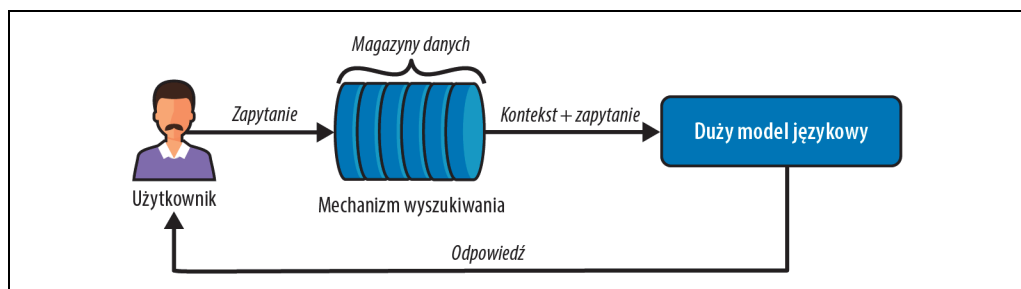 Magazyny danych
Zapytanie
Kontekst + zapytanie
Duży model językowy
Użytkownik
Mechanizm wyszukiwania
Odpowiedź